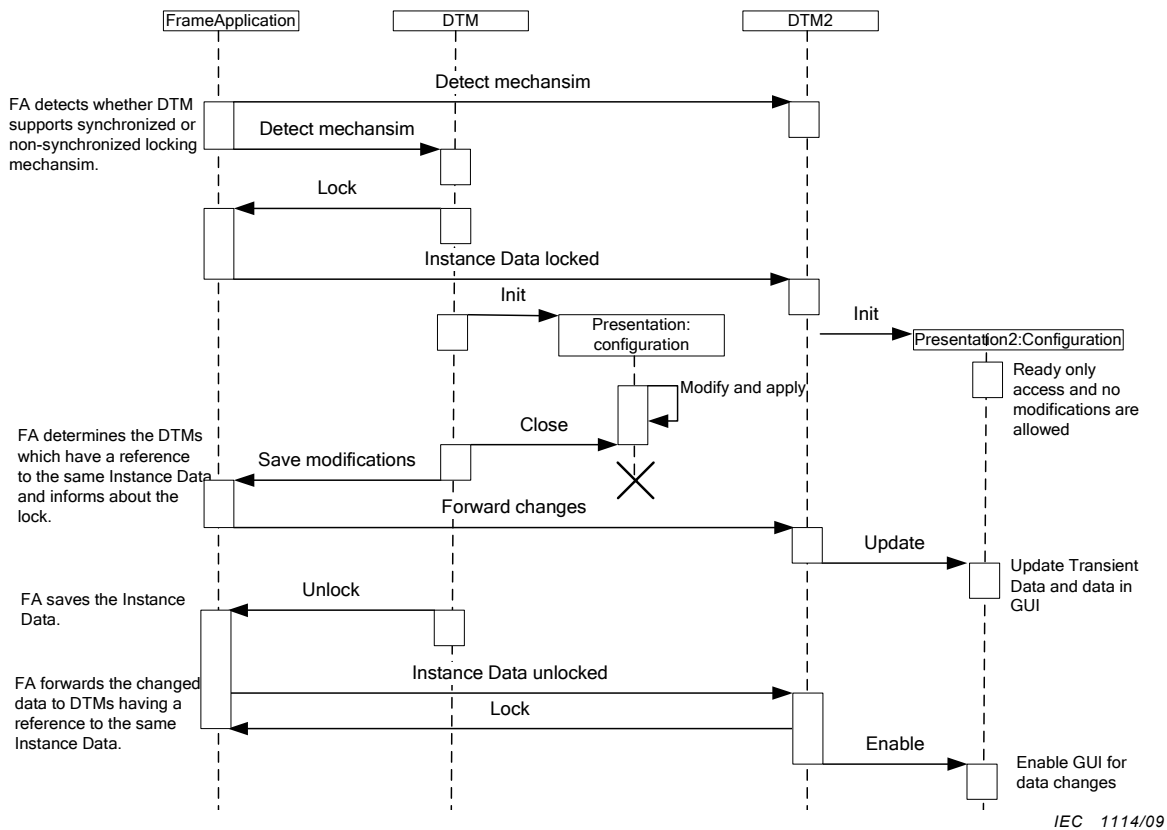 FrameApplication
DTM
DTM2
Detect mechansim
FA detects whether DTM
supports synchronized or
non-synchronized locking
mechansim.
Detect mechansim
Lock
Instance Data locked
Init
Init
Presentation:
configuration
Presentation2:Configuration
Ready only
access and no
modifications are
allowed
Modify and apply
Close
FA determines the DTMs
which have a reference
to the same Instance Data
and informs about the
lock.
Save modifications
Forward changes
Update
Update Transient
Data and data in
GUI
Unlock
FA saves the Instance
Data.
Instance Data unlocked
FA forwards the changed
data to DTMs having a
reference to the same
Instance Data.
Lock
Enable
Enable GUI for
data changes
IEC 1114/09